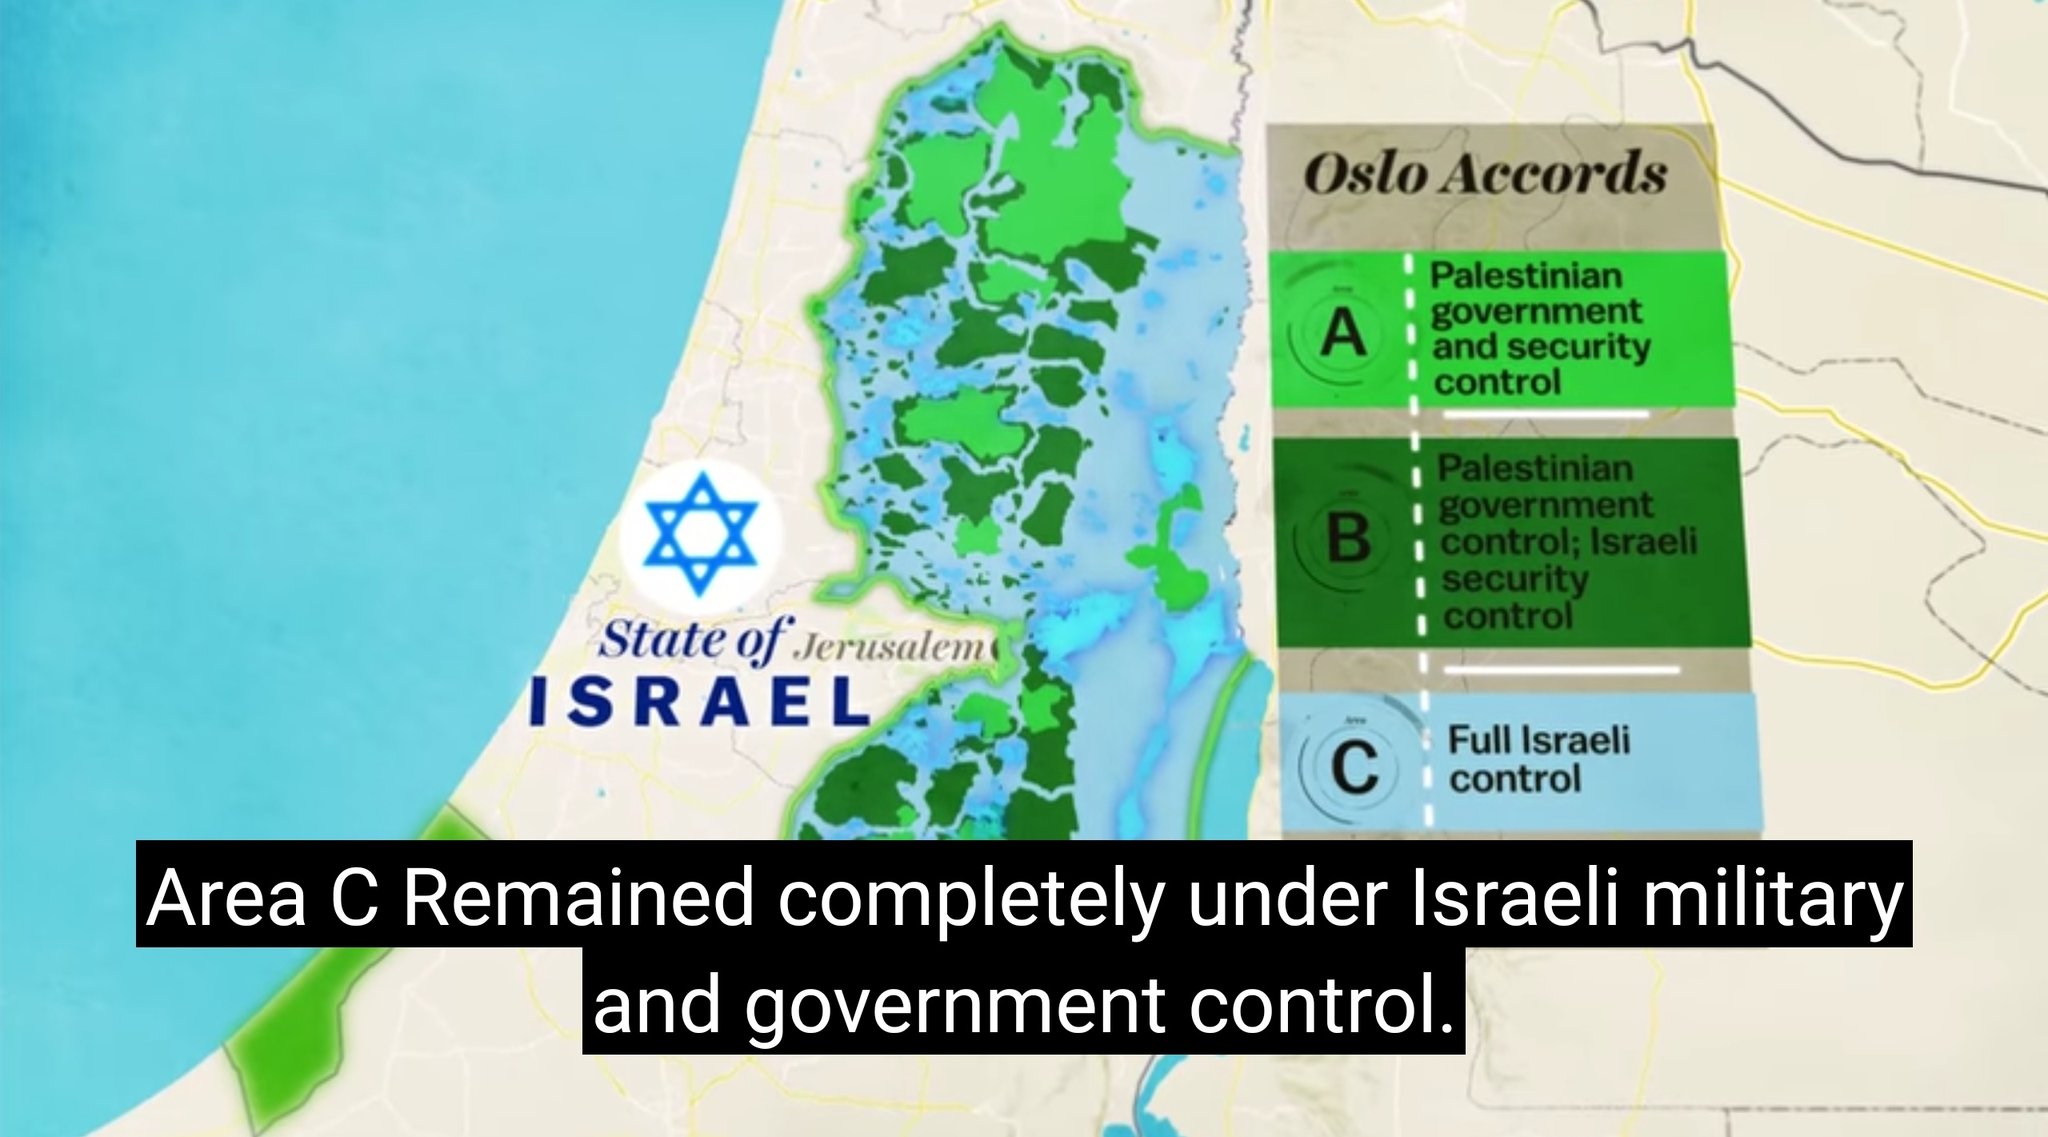 Oslo Accords
A
Palestinian
government
and security
control
B
Palestinian
government
control; Israeli
security
control
Area
C
Full Israeli
control
State of
Jerusalem
ISRAEL
Area C Remained completely under Israeli military
and government control.